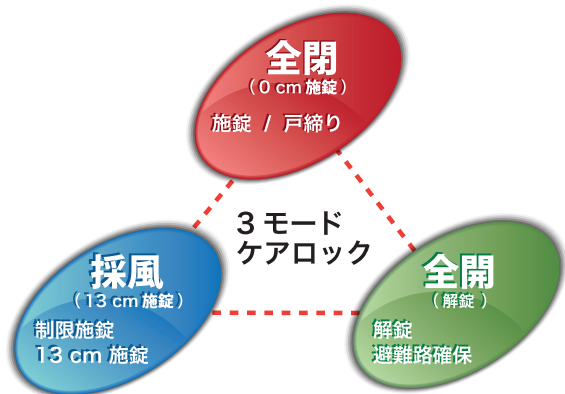 全閉
（0 cm 施錠）
施錠 / 戸締り
3 モード
ケアロック
採風
（13 cm 施錠）
制限施錠
13 cm 施錠
全開
（解錠）
解錠
避難路確保